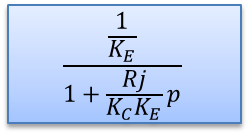 1
K_E
1 + Rj
K_C K_E p